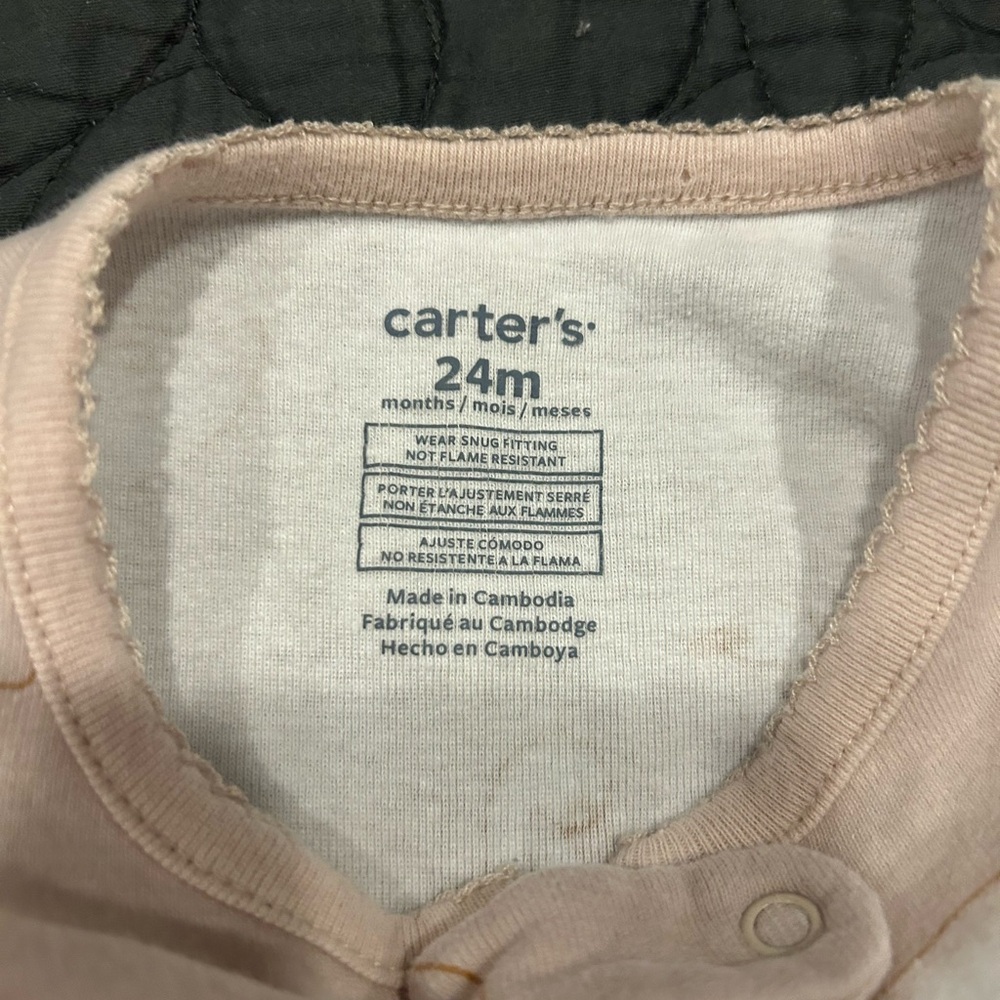 carter's
24m
months / mois / meses
WEAR SNUG FITTING
NOT FLAME RESISTANT
PORTER L'AJUSTEMENT SERRÉ
NON ÉTANCHE AUX FLAMMES
AJUSTE CÓMODO
NO RESISTENTE A LA FLAMA
Made in Cambodia
Fabriqué au Cambodge
Hecho en Camboya